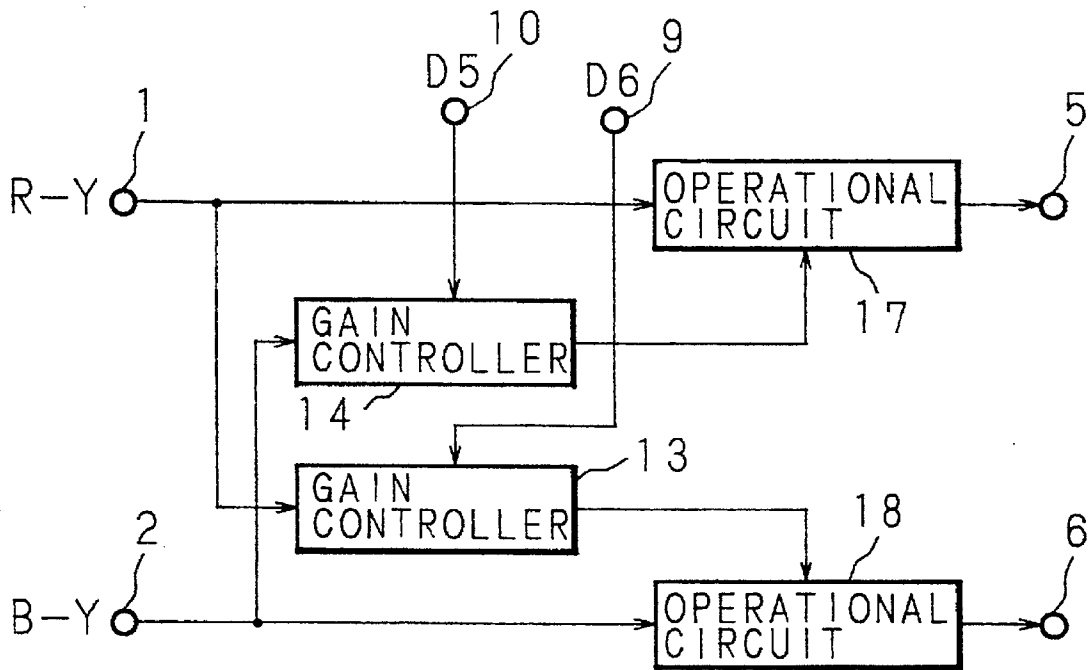 10
9
D5
D6
1
5
R-Y
OPERATIONAL
CIRCUIT
17
GAIN
CONTROLLER
14
13
GAIN
CONTROLLER
2
18
6
B-Y
OPERATIONAL
CIRCUIT